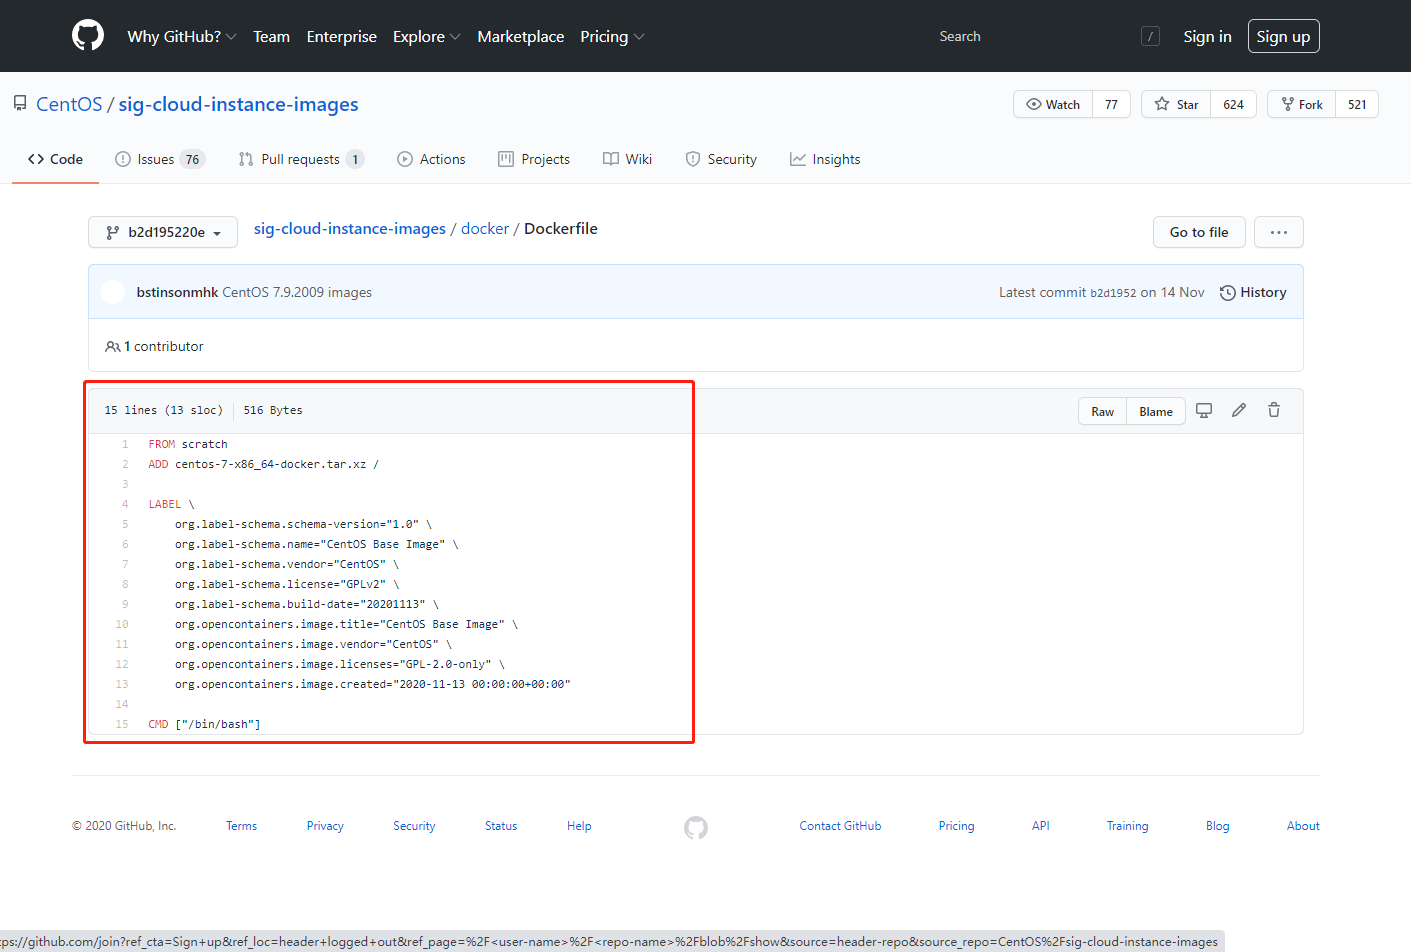 Why GitHub? Team Enterprise Explore Marketplace Pricing Search / Sign in Sign up
CentOS / sig-cloud-instance-images Watch 77 Star 624 Fork 521
Code Issues 76 Pull requests 1 Actions Projects Wiki Security Insights
b2d195220e sig-cloud-instance-images / docker / Dockerfile Go to file ...
bstinsonmhk CentOS 7.9.2009 images Latest commit b2d1952 on 14 Nov History
1 contributor
15 lines (13 sloc) 516 Bytes Raw Blame
1 FROM scratch
2 ADD centos-7-x86_64-docker.tar.xz /
3
4 LABEL \
5 org.label-schema.schema-version="1.0" \
6 org.label-schema.name="CentOS Base Image" \
7 org.label-schema.vendor="CentOS" \
8 org.label-schema.license="GPLv2" \
9 org.label-schema.build-date="20201113" \
10 org.opencontainers.image.title="CentOS Base Image" \
11 org.opencontainers.image.vendor="CentOS" \
12 org.opencontainers.image.licenses="GPL-2.0-only" \
13 org.opencontainers.image.created="2020-11-13 00:00:00+00:00"
14
15 CMD ["/bin/bash"]
© 2020 GitHub, Inc. Terms Privacy Security Status Help Contact GitHub Pricing API Training Blog About
tps://github.com/join?ref_cta=Sign+up&ref_loc=header+logged+out&ref_page=%2F<user-name>%2F<repo-name>%2Fblob%2Fshow&source=header-repo&source_repo=CentOS%2Fsig-cloud-instance-images